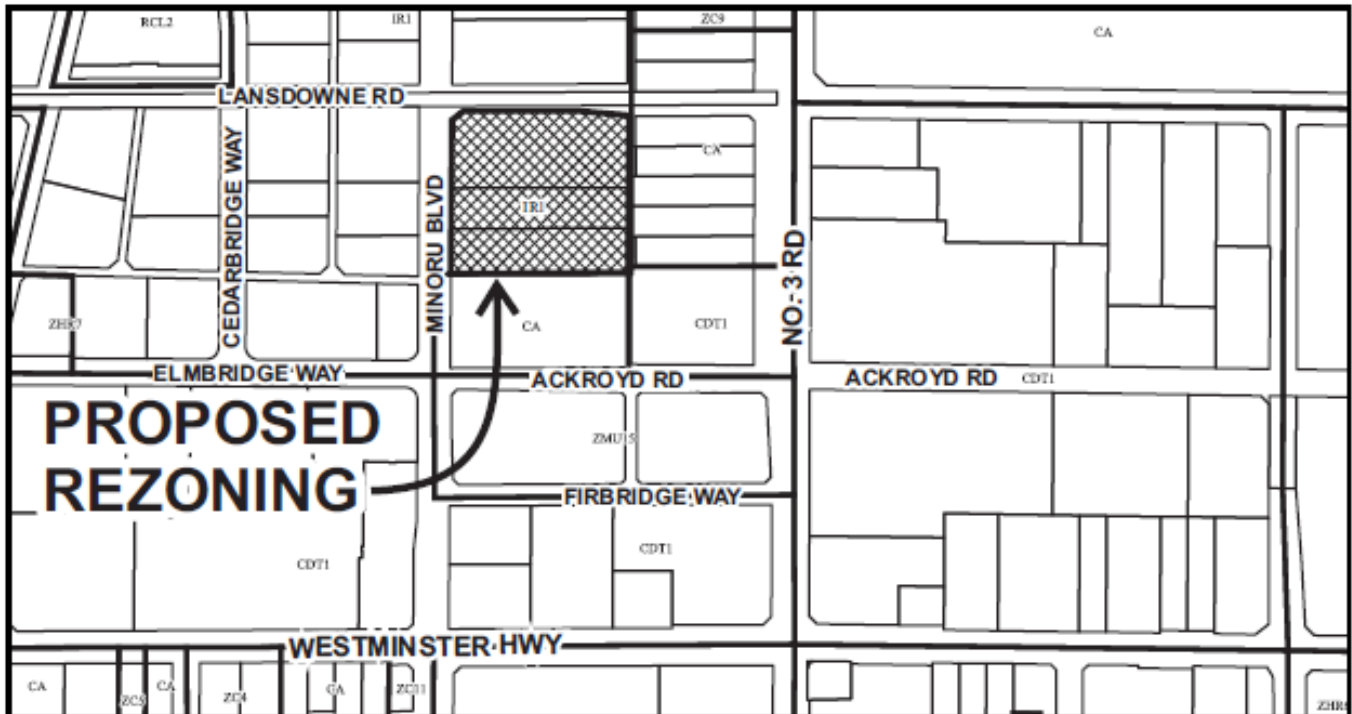 RCL2
IR1
ZC9
CA
LANSDOWNE RD
CEDARBRIDGE WAY
MINORU BLVD
IR1
CA
NO. 3 RD
ZHR7
CA
CDT1
ELMBRIDGE WAY
ACKROYD RD
ACKROYD RD
CDT1
PROPOSED
REZONING
ZMU15
FIRBRIDGE WAY
CDT1
CDT1
WESTMINSTER HWY
CA
ZC5
CA
ZC4
CA
ZC11